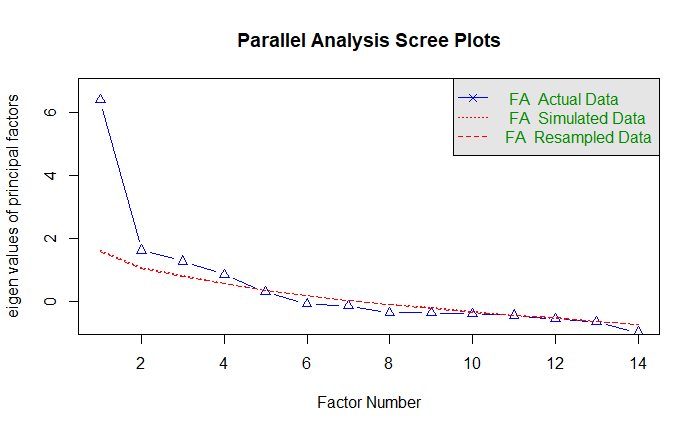 Parallel Analysis Scree Plots
eigen values of principal factors
6
4
2
0
FA Actual Data
FA Simulated Data
FA Resampled Data
2 4 6 8 10 12 14
Factor Number